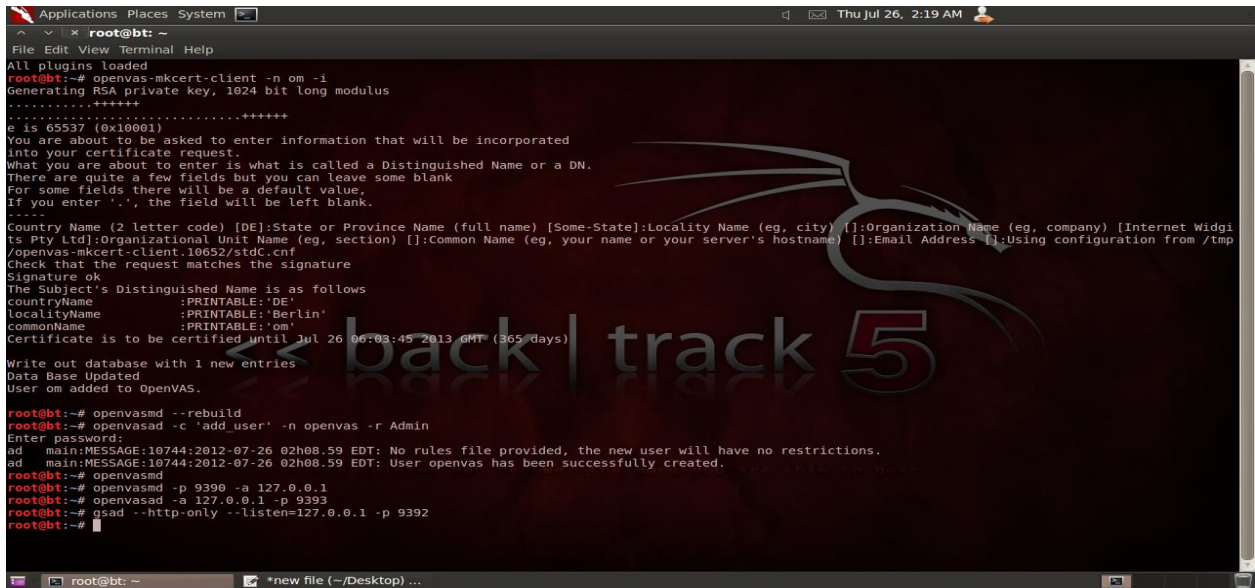 Applications Places System
Thu Jul 26, 2:19 AM
root@bt: ~
File Edit View Terminal Help
All plugins loaded
root@bt:~# openvas-mkcert-client -n om -i
Generating RSA private key, 1024 bit long modulus
...........++++++
..............................++++++
e is 65537 (0x10001)
You are about to be asked to enter information that will be incorporated
into your certificate request.
What you are about to enter is what is called a Distinguished Name or a DN.
There are quite a few fields but you can leave some blank
For some fields there will be a default value,
If you enter '.', the field will be left blank.
-----
Country Name (2 letter code) [DE]:State or Province Name (full name) [Some-State]:Locality Name (eg, city) []:Organization Name (eg, company) [Internet Widgi
ts Pty Ltd]:Organizational Unit Name (eg, section) []:Common Name (eg, your name or your server's hostname) []:Email Address []:Using configuration from /tmp
/openvas-mkcert-client.10652/stdC.cnf
Check that the request matches the signature
Signature ok
The Subject's Distinguished Name is as follows
countryName :PRINTABLE:'DE'
localityName :PRINTABLE:'Berlin'
commonName :PRINTABLE:'om'
Certificate is to be certified until Jul 26 06:03:45 2013 GMT (365 days)
<< back | track 5
Write out database with 1 new entries
Data Base Updated
User om added to OpenVAS.
root@bt:~# openvasmd --rebuild
root@bt:~# openvasad -c 'add_user' -n openvas -r Admin
Enter password:
ad main:MESSAGE:10744:2012-07-26 02h08.59 EDT: No rules file provided, the new user will have no restrictions.
ad main:MESSAGE:10744:2012-07-26 02h08.59 EDT: User openvas has been successfully created.
root@bt:~# openvasmd
root@bt:~# openvasmd -p 9390 -a 127.0.0.1
root@bt:~# openvasad -a 127.0.0.1 -p 9393
root@bt:~# gsad --http-only --listen=127.0.0.1 -p 9392
root@bt:~#
root@bt: ~
*new file (~/Desktop) ...